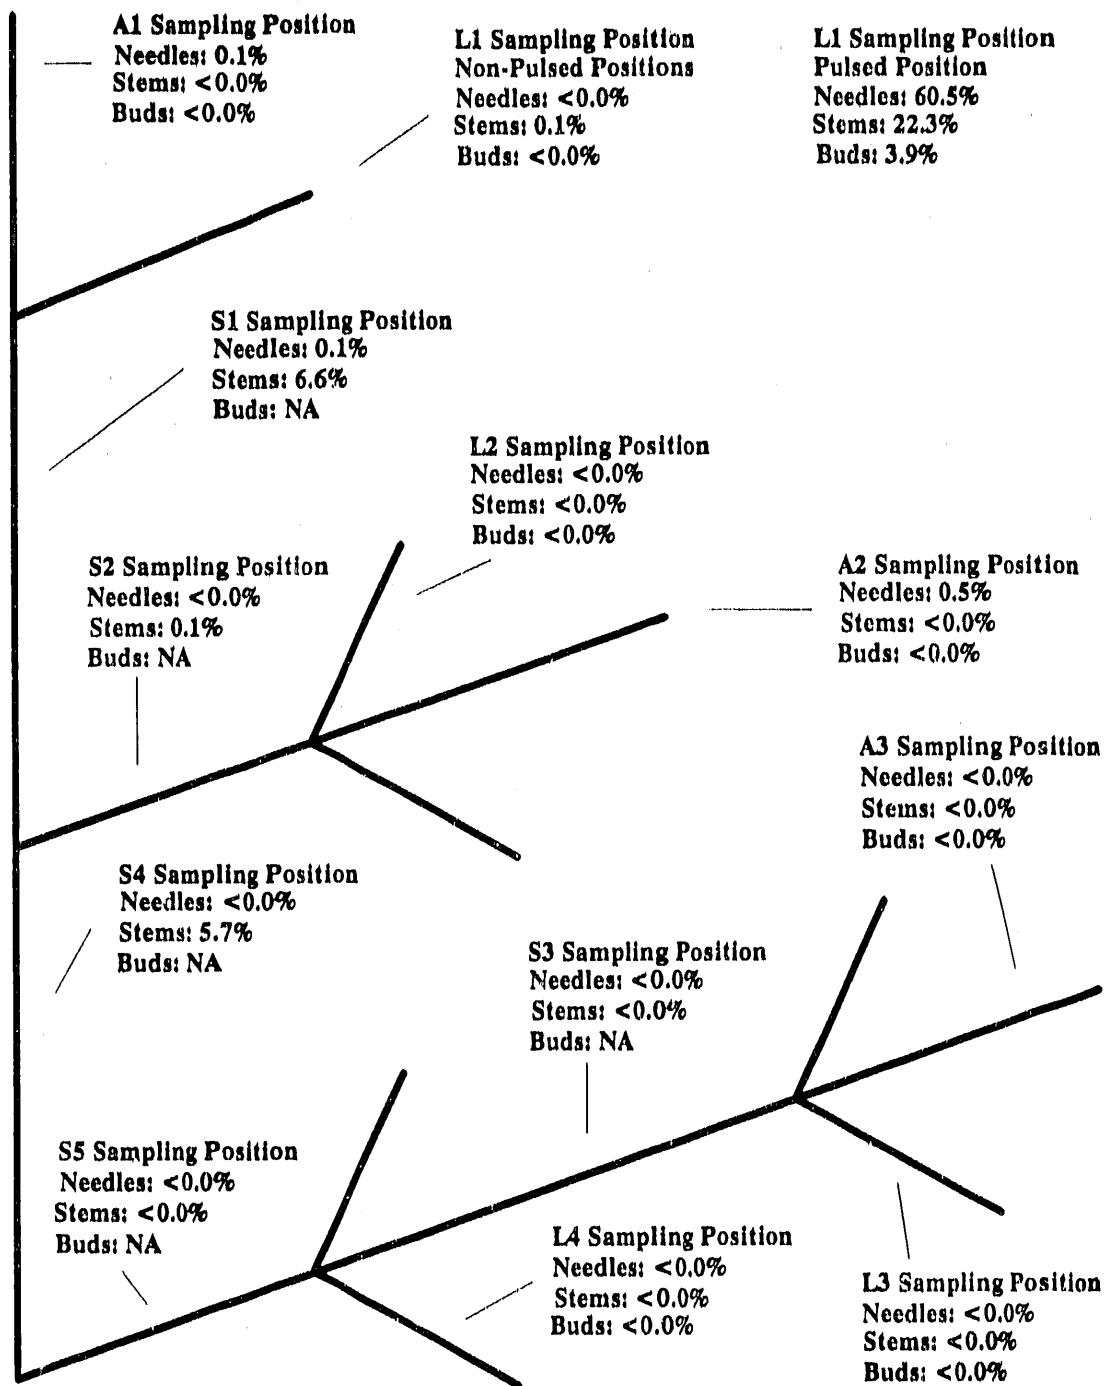 A1 Sampling Position
Needles: 0.1%
Stems: <0.0%
Buds: <0.0%
L1 Sampling Position
Non-Pulsed Positions
Needles: <0.0%
Stems: 0.1%
Buds: <0.0%
L1 Sampling Position
Pulsed Position
Needles: 60.5%
Stems: 22.3%
Buds: 3.9%
S1 Sampling Position
Needles: 0.1%
Stems: 6.6%
Buds: NA
L2 Sampling Position
Needles: <0.0%
Stems: <0.0%
Buds: <0.0%
S2 Sampling Position
Needles: <0.0%
Stems: 0.1%
Buds: NA
A2 Sampling Position
Needles: 0.5%
Stems: <0.0%
Buds: <0.0%
A3 Sampling Position
Needles: <0.0%
Stems: <0.0%
Buds: <0.0%
S4 Sampling Position
Needles: <0.0%
Stems: 5.7%
Buds: NA
S3 Sampling Position
Needles: <0.0%
Stems: <0.0%
Buds: NA
S5 Sampling Position
Needles: <0.0%
Stems: <0.0%
Buds: NA
L4 Sampling Position
Needles: <0.0%
Stems: <0.0%
Buds: <0.0%
L3 Sampling Position
Needles: <0.0%
Stems: <0.0%
Buds: <0.0%